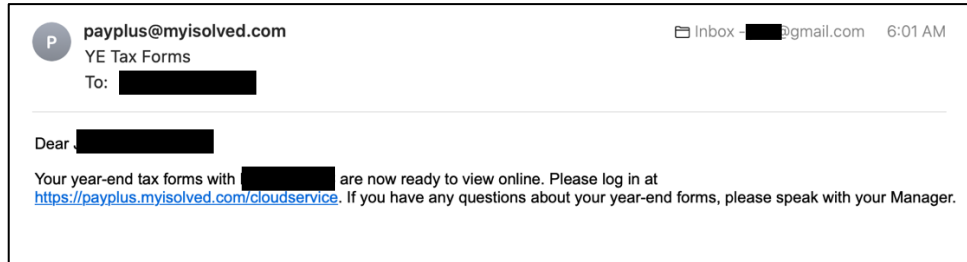 P
payplus@myisolved.com
Inbox - @gmail.com 6:01 AM
YE Tax Forms
To:
Dear
Your year-end tax forms with are now ready to view online. Please log in at
https://payplus.myisolved.com/cloudservice. If you have any questions about your year-end forms, please speak with your Manager.